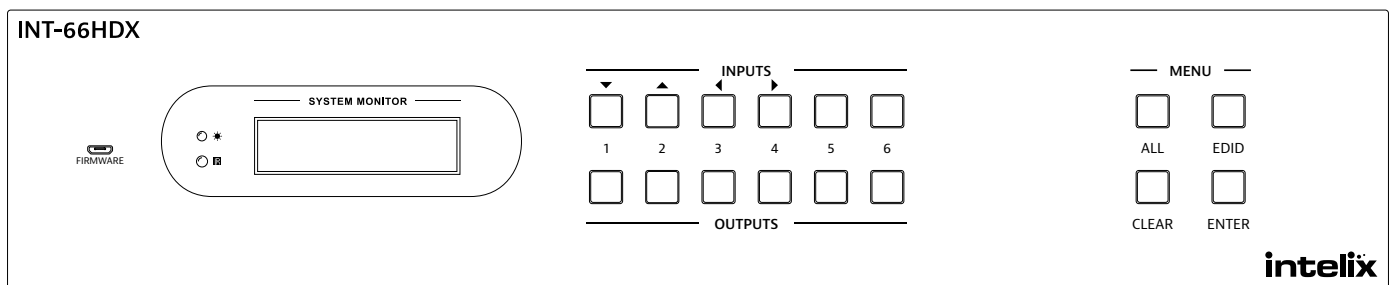 INT-66HDX
INPUTS
MENU
SYSTEM MONITOR
FIRMWARE
1 2 3 4 5 6
ALL EDID
OUTPUTS
CLEAR ENTER
intelix